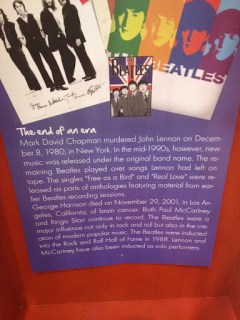 BEATLES
BEATLES
The end of an era
Mark David Chapman murdered John Lennon on Decem-
ber 8, 1980, in New York. In the mid-1990s, however, new
music was released under the original band name. The re-
maining Beatles played over songs Lennon had left on
tape. The singles "Free as a Bird" and "Real Love" were re-
leased as parts of anthologies featuring material from ear-
lier Beatles recording sessions.
George Harrison died on November 29, 2001, in Los An-
geles, California, of brain cancer. Both Paul McCartney
and Ringo Starr continue to record. The Beatles were a
major influence not only in rock and roll but also in the cre-
ation of modern popular music. The Beatles were inducted
into the Rock and Roll Hall of Fame in 1988. Lennon and
McCartney have also been inducted as solo performers.